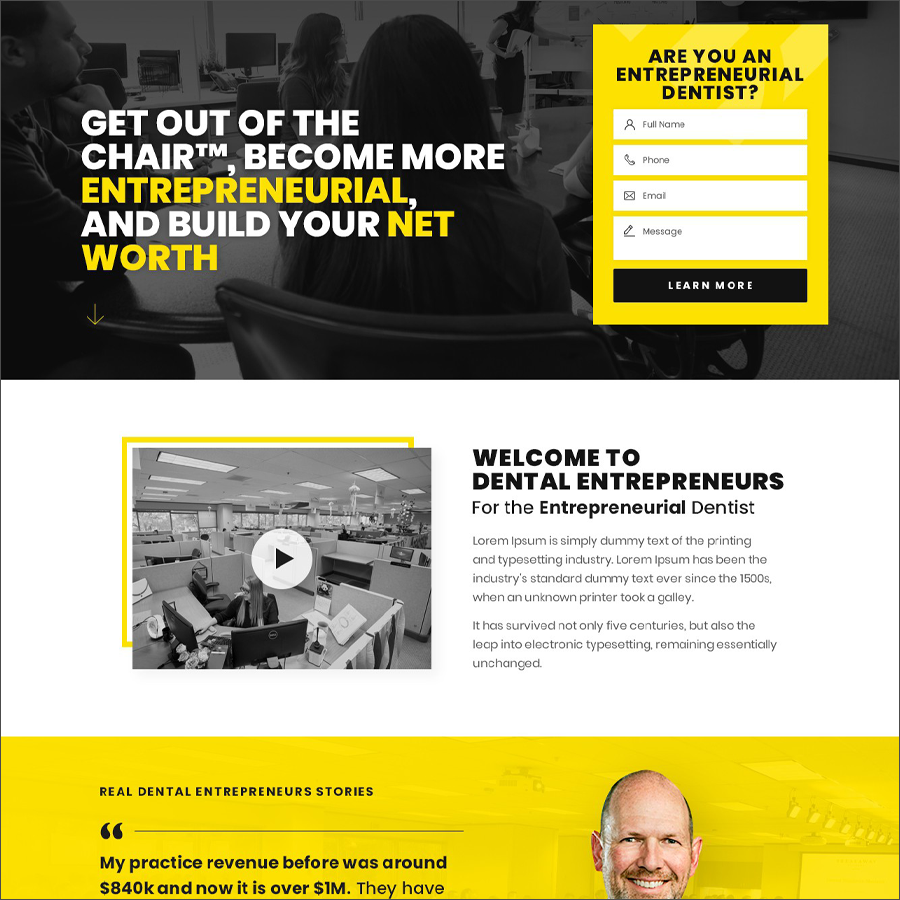 GET OUT OF THE
CHAIR™, BECOME MORE
ENTREPRENEURIAL,
AND BUILD YOUR NET
WORTH
ARE YOU AN
ENTREPRENEURIAL
DENTIST?
Full Name
Phone
Email
Message
LEARN MORE
WELCOME TO
DENTAL ENTREPRENEURS
For the Entrepreneurial Dentist
Lorem Ipsum is simply dummy text of the printing
and typesetting industry. Lorem Ipsum has been the
industry's standard dummy text ever since the 1500s,
when an unknown printer took a galley.
It has survived not only five centuries, but also the
leap into electronic typesetting, remaining essentially
unchanged.
REAL DENTAL ENTREPRENEURS STORIES
“
My practice revenue before was around
$840k and now it is over $1M. They have